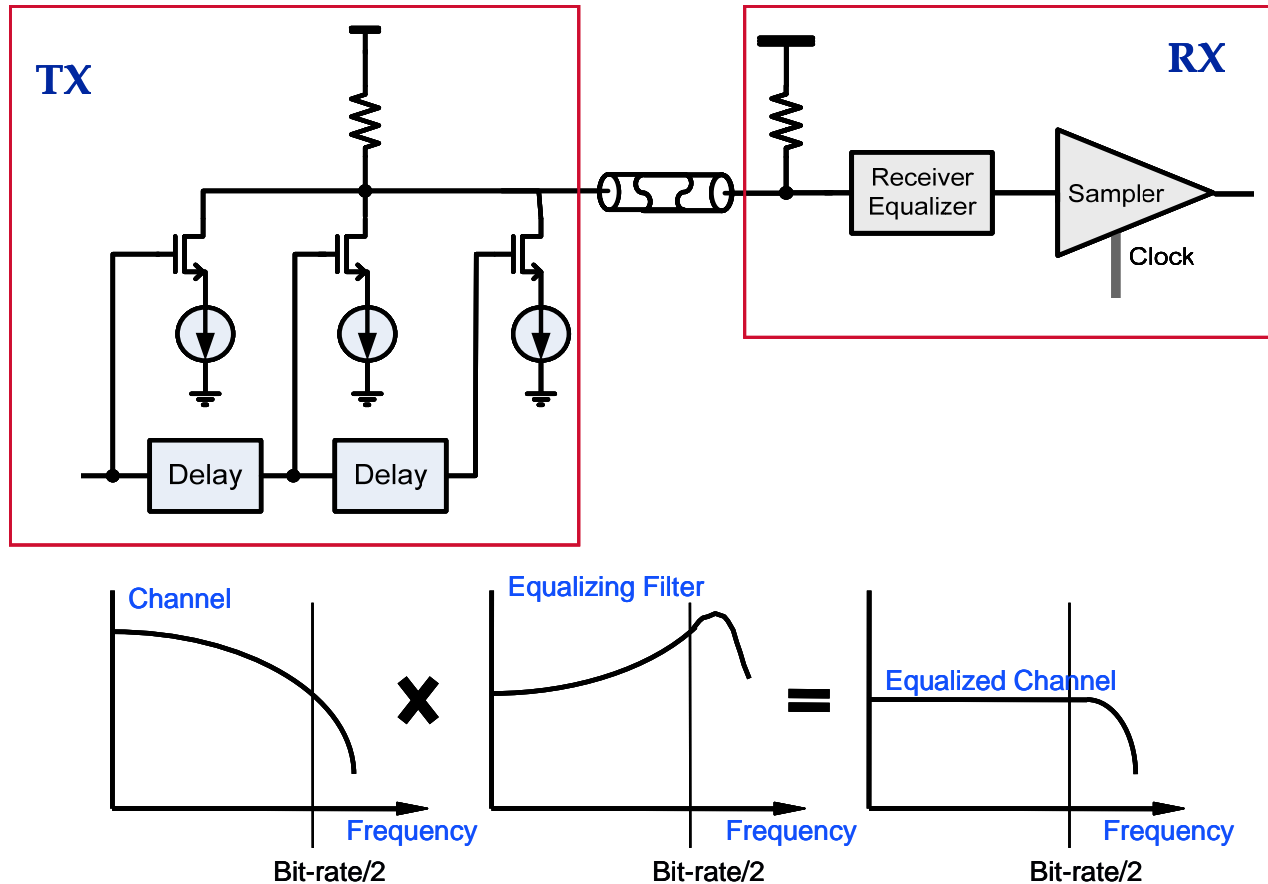 TX
RX
Receiver
Equalizer
Sampler
Clock
Delay
Delay
Channel
Equalizing Filter
Equalized Channel
Frequency
Frequency
Frequency
Bit-rate/2
Bit-rate/2
Bit-rate/2